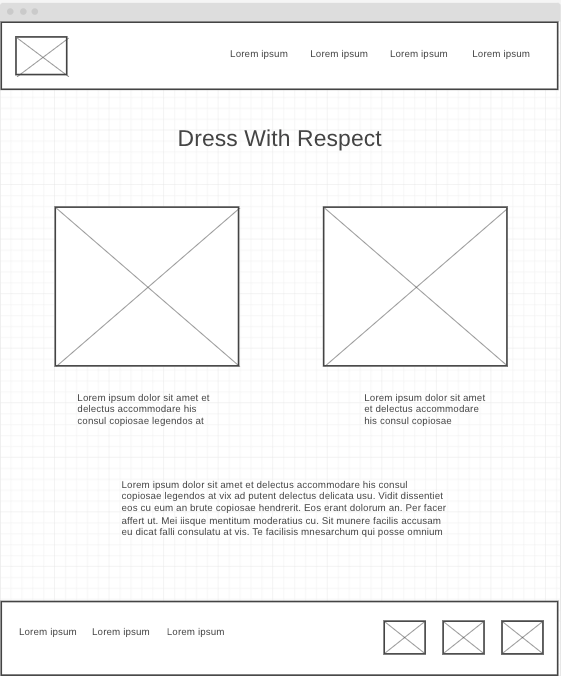 Lorem ipsum Lorem ipsum Lorem ipsum Lorem ipsum
Dress With Respect
Lorem ipsum dolor sit amet et
delectus accommodare his
consul copiosae legendos at
Lorem ipsum dolor sit amet
et delectus accommodare
his consul copiosae
Lorem ipsum dolor sit amet et delectus accommodare his consul
copiosae legendos at vix ad putent delectus delicata usu. Vidit dissentiet
eos cu eum an brute copiosae hendrerit. Eos erant dolorum an. Per facer
affert ut. Mei iisque mentitum moderatius cu. Sit munere facilis accusam
eu dicat falli consulatu at vis. Te facilisis mnesarchum qui posse omnium
Lorem ipsum Lorem ipsum Lorem ipsum